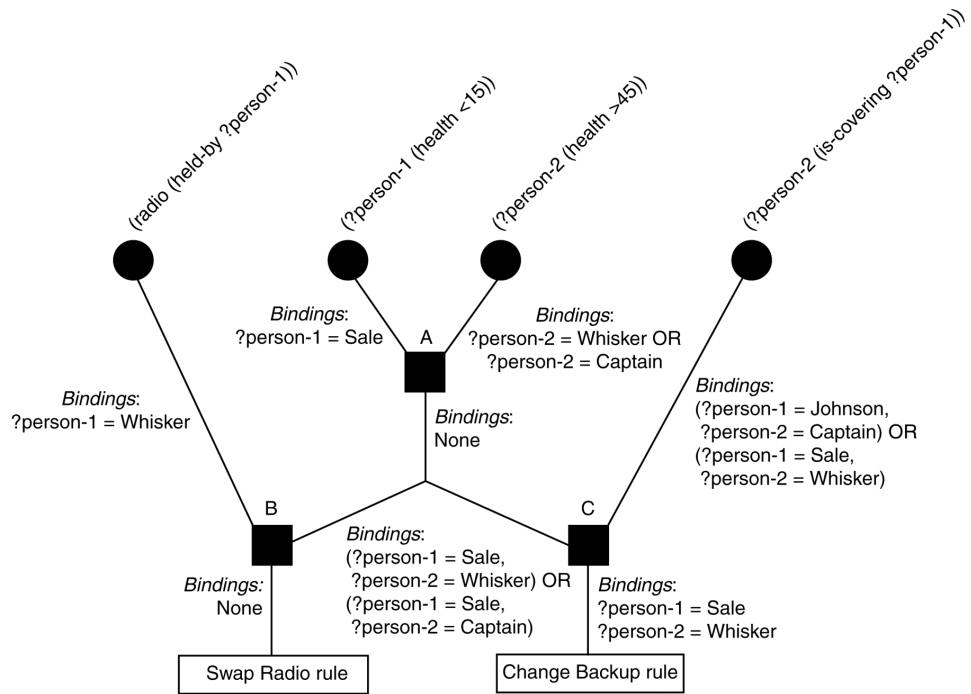 (radio (held-by ?person-1))
(?person-1 (health <15))
(?person-2 (health >45))
(?person-2 (is-covering ?person-1))
Bindings:
?person-1 = Whisker
Bindings:
?person-1 = Sale
A
Bindings:
?person-2 = Whisker OR
?person-2 = Captain
Bindings:
None
Bindings:
(?person-1 = Johnson,
?person-2 = Captain) OR
(?person-1 = Sale,
?person-2 = Whisker)
B
C
Bindings:
None
Bindings:
(?person-1 = Sale,
?person-2 = Whisker) OR
(?person-1 = Sale,
?person-2 = Captain)
Bindings:
?person-1 = Sale
?person-2 = Whisker
Swap Radio rule
Change Backup rule